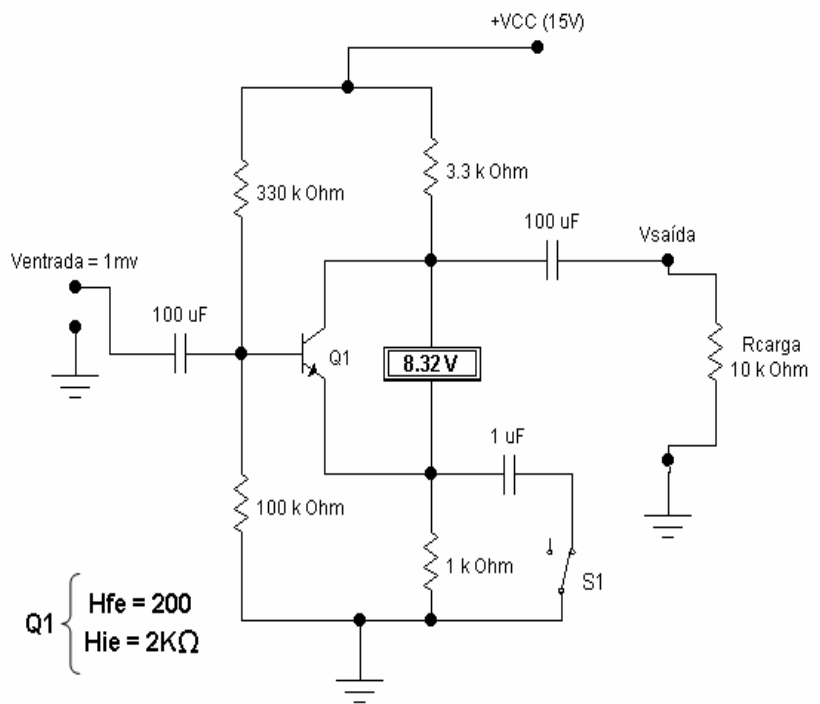 +VCC (15V)
330 k Ohm
3.3 k Ohm
100 uF
Vsaída
Ventrada = 1mv
100 uF
Q1
8.32 V
Rcarga
10 k Ohm
1 uF
100 k Ohm
1 k Ohm
S1
Q1
Hfe = 200
Hie = 2KΩ